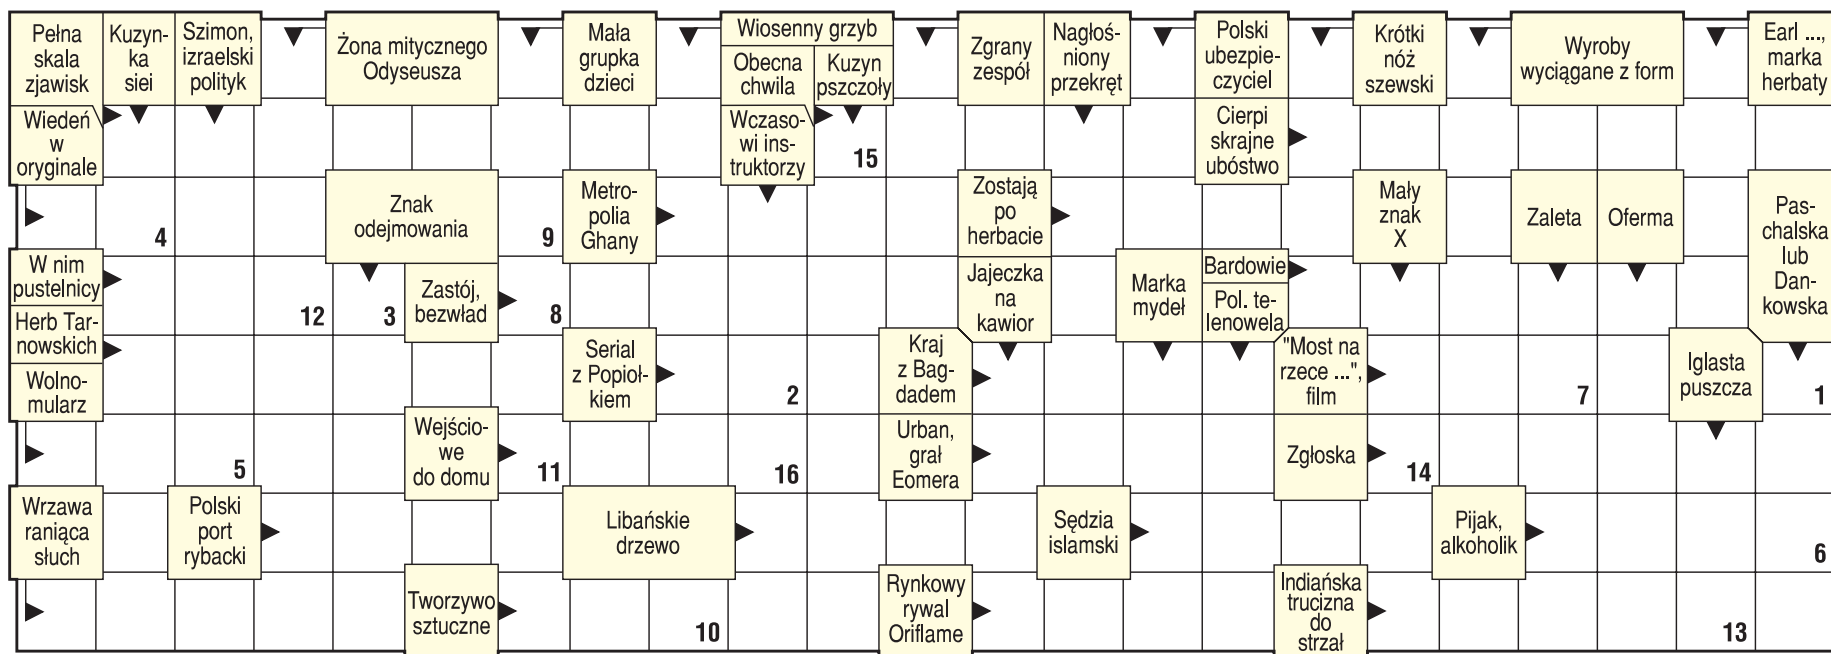 Pełna
skala
zjawisk
Kuzyn-
ka
siei
Szimon,
izraelski
polityk
Żona mitycznego
Odyseusza
Mała
grupka
dzieci
Wiosenny grzyb
Obecna
chwila
Kuzyn
pszczoły
Zgrany
zespół
Nagłoś-
niony
przekręt
Polski
ubezpie-
czyciel
Krótki
nóż
szewski
Wyroby
wyciągane z form
Earl ...,
marka
herbaty
Wiedeń
w
oryginale
Wczaso-
wi ins-
truktorzy
15
Cierpi
skrajne
ubóstwo
4
Znak
odejmowania
9
Metro-
polia
Ghany
Zostają
po
herbacie
Mały
znak
X
Zaleta
Oferma
Pas-
chalska
lub
Dan-
kowska
W nim
pustelnicy
12
3
Zastój,
bezwład
8
Jajeczka
na
kawior
Marka
mydeł
Bardowie
Pol. te-
lenowela
Herb Tar-
nowskich
Wolno-
mularz
Serial
z Popioł-
kiem
2
Kraj
z Bag-
dadem
"Most na
rzece ...",
film
7
Iglasta
puszcza
1
5
Wejścio-
we
do domu
11
16
Urban,
grał
Eomera
Zgłoska
14
Wrzawa
raniąca
słuch
Polski
port
rybacki
Libańskie
drzewo
Sędzia
islamski
Pijak,
alkoholik
6
Tworzywo
sztuczne
10
Rynkowy
rywal
Oriflame
Indiańska
trucizna
do
strzał
13